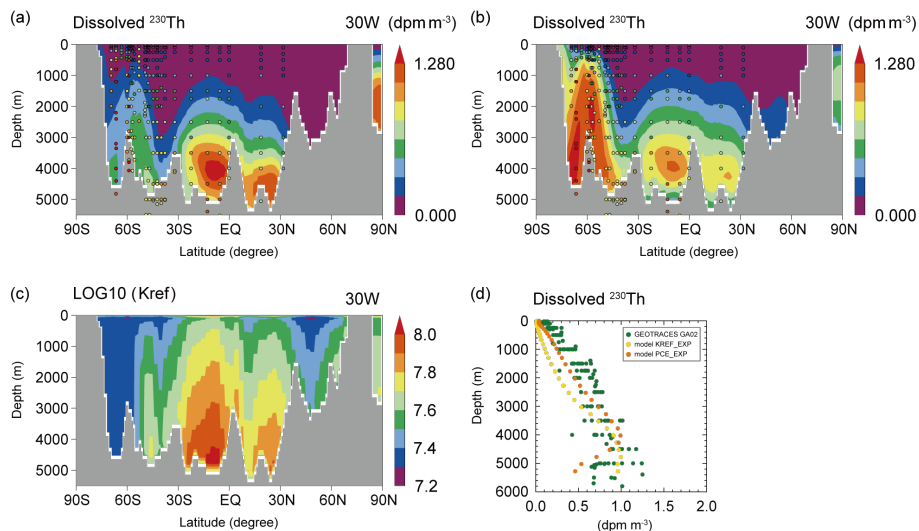 (a) Dissolved ²³⁰Th 30W (dpm m⁻³)
0
1000
2000
3000
4000
5000
Depth (m)
90S 60S 30S EQ 30N 60N 90N
Latitude (degree)
1.280
0.000
(b) Dissolved ²³⁰Th 30W (dpm m⁻³)
0
1000
2000
3000
4000
5000
Depth (m)
90S 60S 30S EQ 30N 60N 90N
Latitude (degree)
1.280
0.000
(c) LOG10 (Kref) 30W
0
1000
2000
3000
4000
5000
Depth (m)
90S 60S 30S EQ 30N 60N 90N
Latitude (degree)
8.0
7.8
7.6
7.4
7.2
(d) Dissolved ²³⁰Th
0
1000
2000
3000
4000
5000
6000
Depth (m)
GEOTRACES GA02
model KREF_EXP
model PCE_EXP
0.0 0.5 1.0 1.5 2.0
(dpm m⁻³)